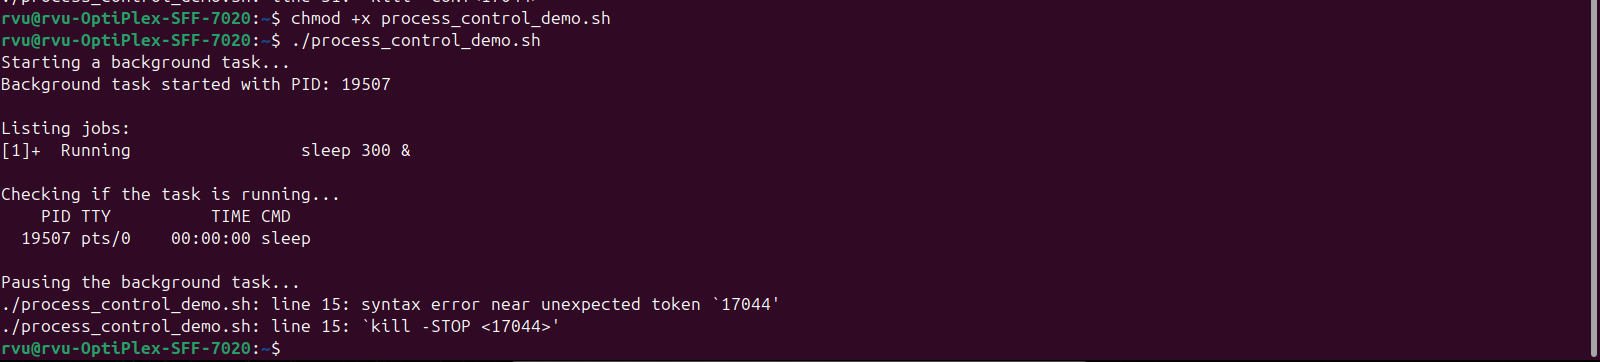 rvu@rvu-OptiPlex-SFF-7020:~$ chmod +x process_control_demo.sh
rvu@rvu-OptiPlex-SFF-7020:~$ ./process_control_demo.sh
Starting a background task...
Background task started with PID: 19507
Listing jobs:
[1]+  Running                 sleep 300 &
Checking if the task is running...
    PID TTY          TIME CMD
  19507 pts/0    00:00:00 sleep
Pausing the background task...
./process_control_demo.sh: line 15: syntax error near unexpected token `17044'
./process_control_demo.sh: line 15: `kill -STOP <17044>'
rvu@rvu-OptiPlex-SFF-7020:~$